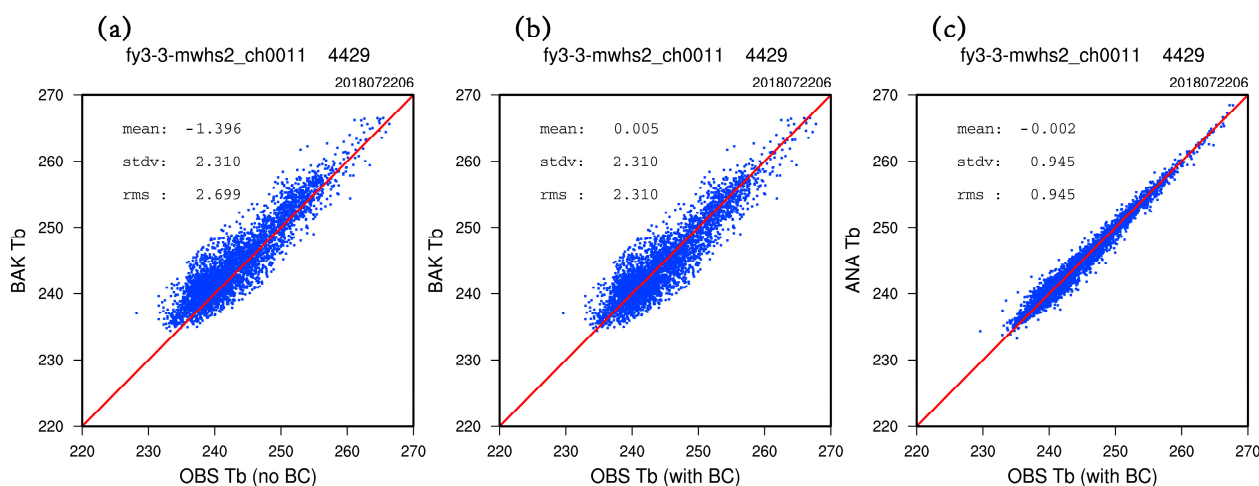 (a)
fy3-3-mwhs2_ch0011 4429
2018072206
270
260
250
240
230
220
BAK Tb
mean: -1.396
stdv: 2.310
rms : 2.699
220 230 240 250 260 270
OBS Tb (no BC)
(b)
fy3-3-mwhs2_ch0011 4429
2018072206
270
260
250
240
230
220
BAK Tb
mean: 0.005
stdv: 2.310
rms : 2.310
220 230 240 250 260 270
OBS Tb (with BC)
(c)
fy3-3-mwhs2_ch0011 4429
2018072206
270
260
250
240
230
220
ANA Tb
mean: -0.002
stdv: 0.945
rms : 0.945
220 230 240 250 260 270
OBS Tb (with BC)